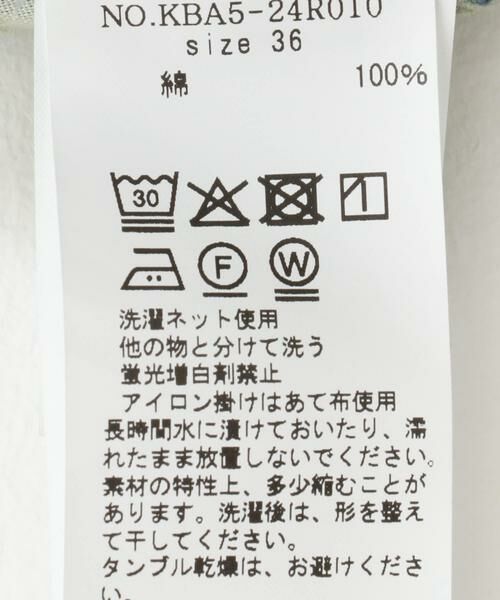 NO.KBA5-24R010
size 36
綿 100%
30
F W
洗濯ネット使用
他の物と分けて洗う
蛍光増白剤禁止
アイロン掛けはあて布使用
長時間水に漬けておいたり、濡
れたまま放置しないでください。
素材の特性上、多少縮むことが
あります。洗濯後は、形を整え
て干してください。
タンブル乾燥は、お避けくださ
い。